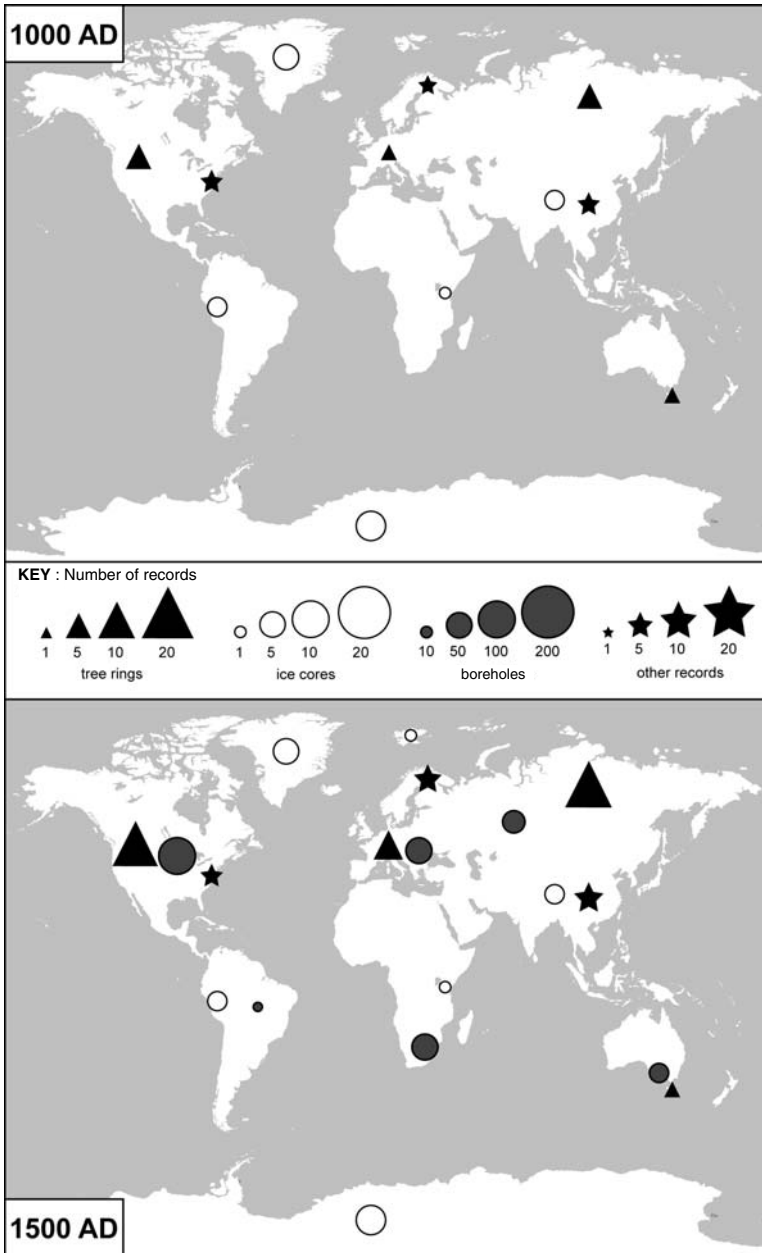 1000 AD
KEY : Number of records
1 5 10 20 1 5 10 20 10 50 100 200 1 5 10 20
tree rings ice cores boreholes other records
1500 AD